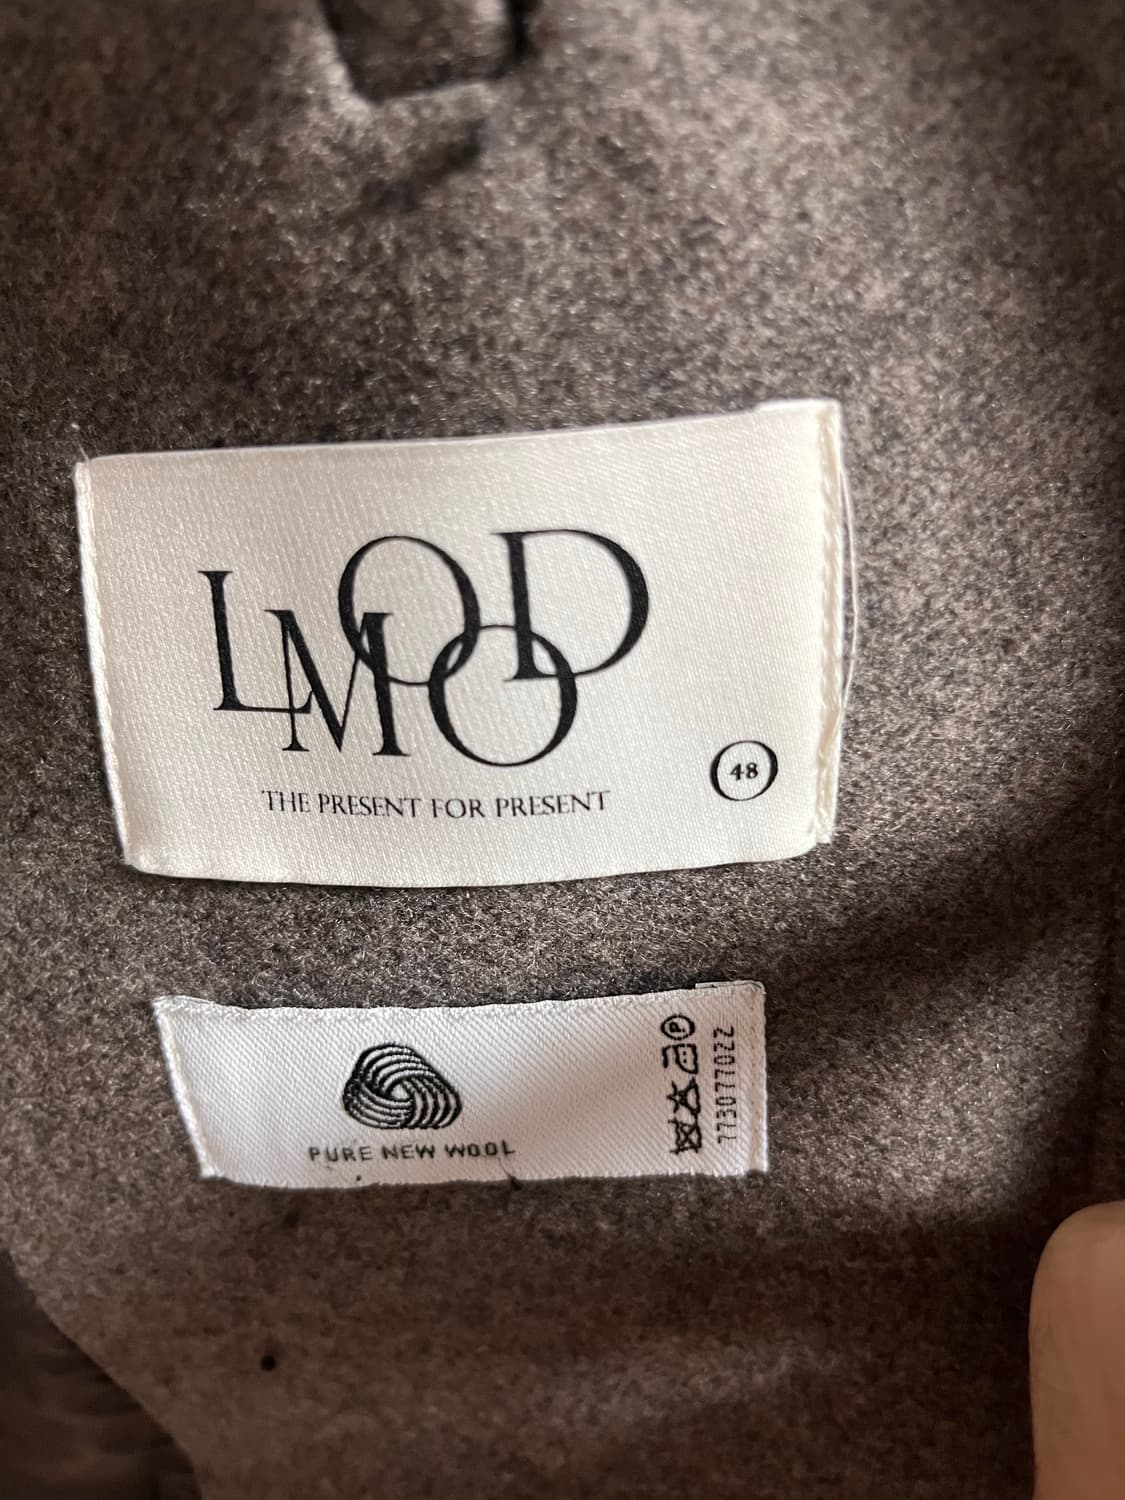 LMOOD
THE PRESENT FOR PRESENT
48
PURE NEW WOOL
P
773077022